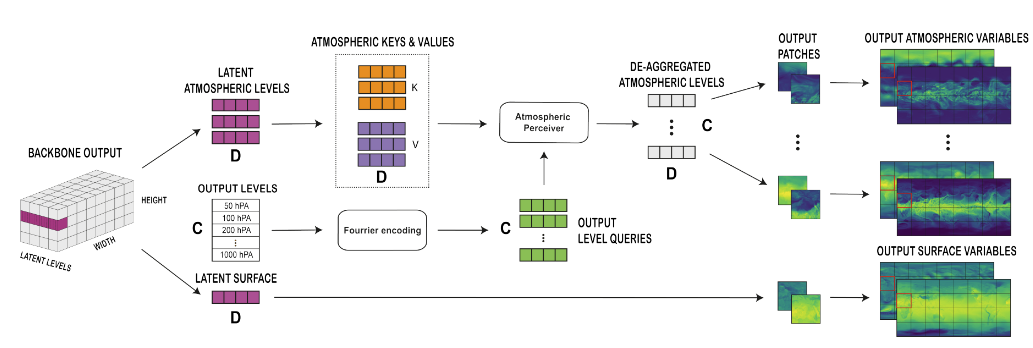 BACKBONE OUTPUT
HEIGHT
WIDTH
LATENT LEVELS
LATENT
ATMOSPHERIC LEVELS
D
OUTPUT LEVELS
C
50 hPA
100 hPA
200 hPA
⋮
1000 hPA
LATENT SURFACE
D
ATMOSPHERIC KEYS & VALUES
K
V
D
Fourrier encoding
Atmospheric
Perceiver
C
OUTPUT
LEVEL QUERIES
DE-AGGREGATED
ATMOSPHERIC LEVELS
C
D
OUTPUT
PATCHES
OUTPUT ATMOSPHERIC VARIABLES
OUTPUT SURFACE VARIABLES